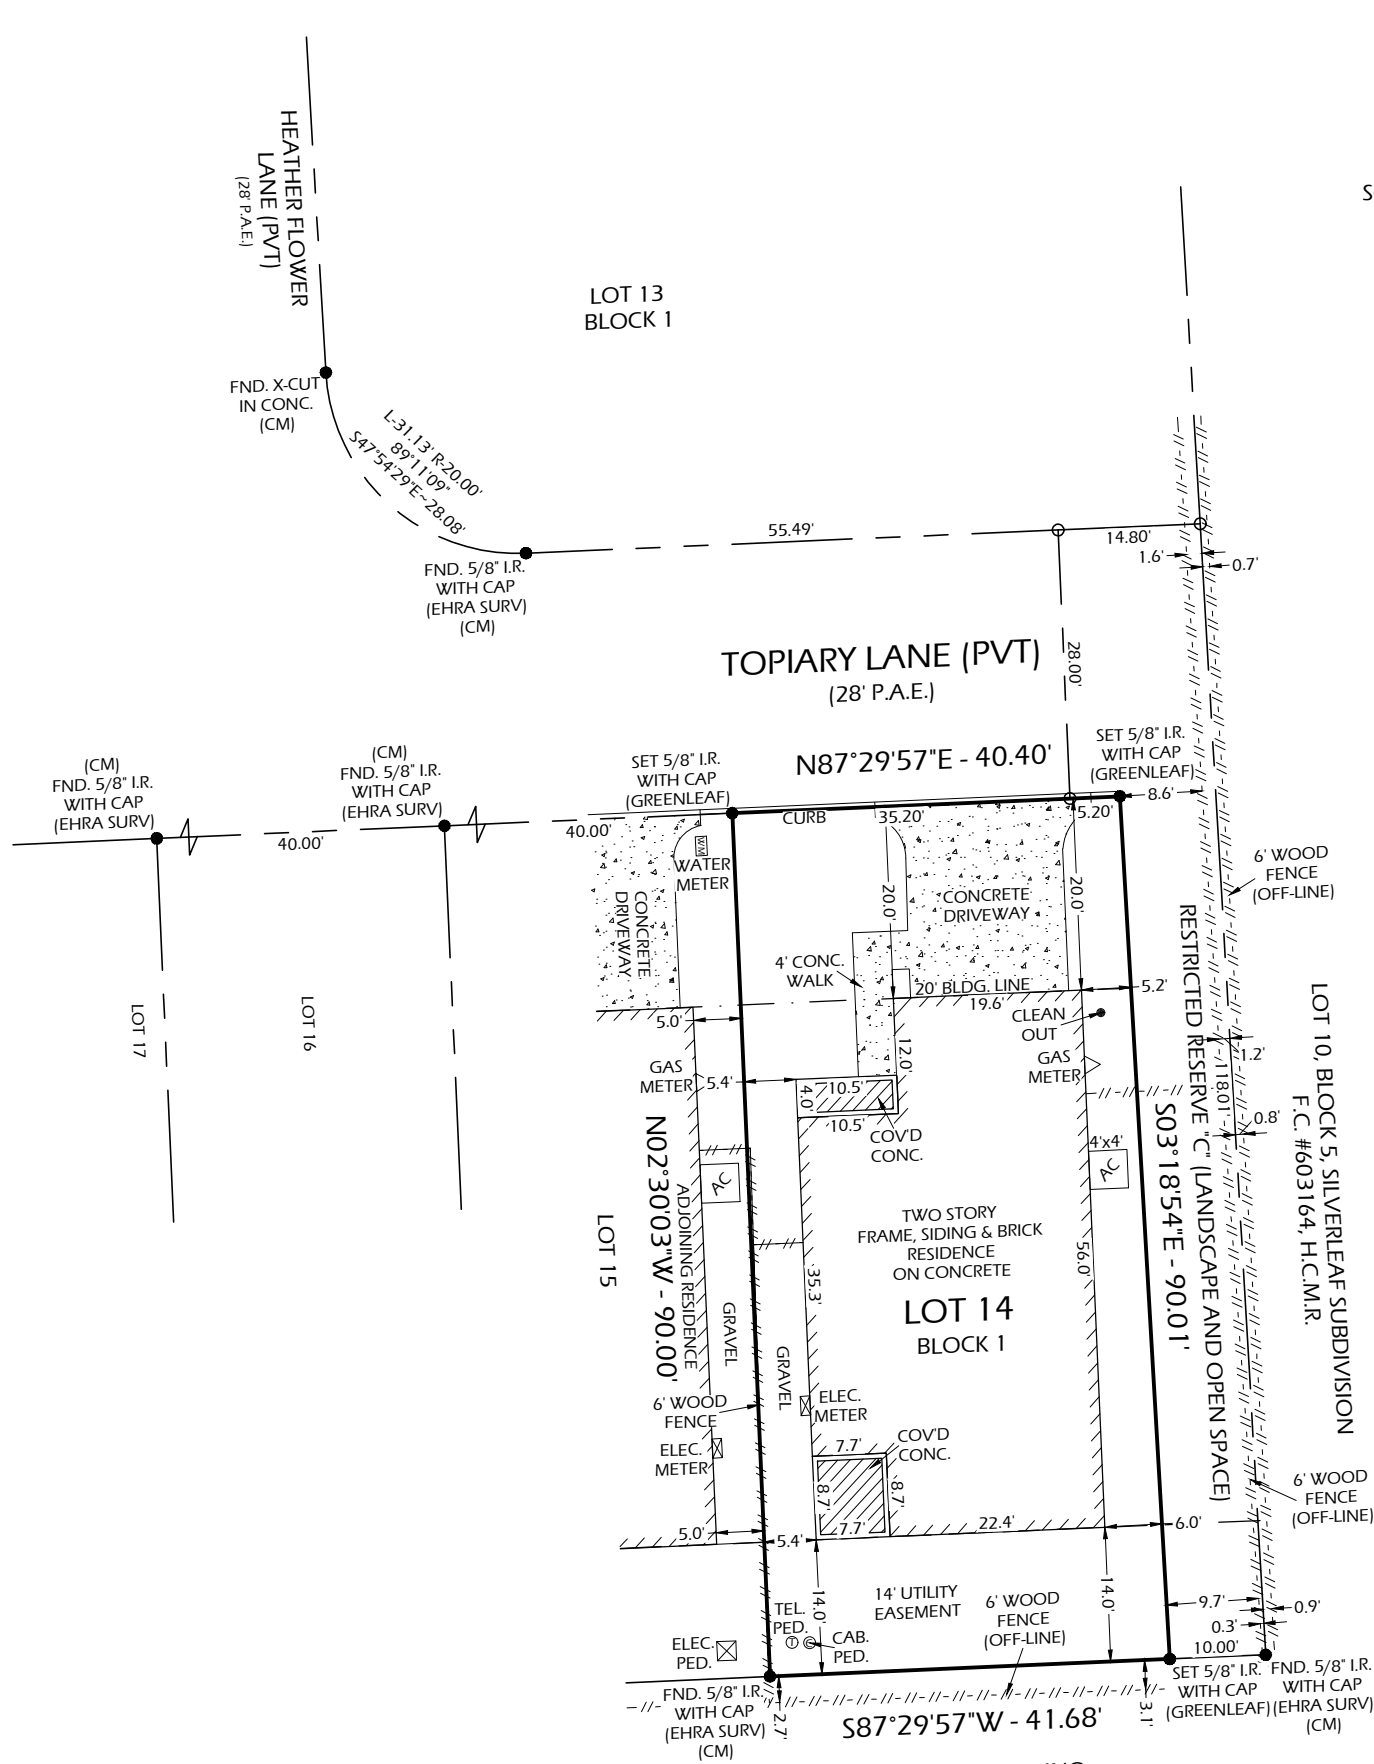 HEATHER FLOWER
LANE (PVT)
(28' P.A.E.)
S
LOT 13
BLOCK 1
FND. X-CUT
IN CONC.
(CM)
L-31.13' R-20.00'
89°11'09"
S47°54'29"E~28.08'
55.49'
14.80'
1.6'
0.7'
FND. 5/8" I.R.
WITH CAP
(EHRA SURV)
(CM)
TOPIARY LANE (PVT)
(28' P.A.E.)
28.00'
N87°29'57"E - 40.40'
(CM)
FND. 5/8" I.R.
WITH CAP
(EHRA SURV)
(CM)
FND. 5/8" I.R.
WITH CAP
(EHRA SURV)
SET 5/8" I.R.
WITH CAP
(GREENLEAF)
SET 5/8" I.R.
WITH CAP
(GREENLEAF)
8.6'
40.00'
40.00'
CURB
35.20'
5.20'
WM
WATER
METER
CONCRETE
DRIVEWAY
CONCRETE
DRIVEWAY
20.0'
20.0'
6' WOOD
FENCE
(OFF-LINE)
4' CONC.
WALK
20' BLDG. LINE
19.6'
5.2'
CLEAN
OUT
GAS
METER
LOT 17
LOT 16
5.0'
GAS
METER
5.4'
12.0'
4.0'
10.5'
10.5'
COV'D
CONC.
4'x4'
AC
AC
1.2'
118.01'
0.8'
RESTRICTED RESERVE "C" (LANDSCAPE AND OPEN SPACE)
LOT 10, BLOCK 5, SILVERLEAF SUBDIVISION
F.C. #603164, H.C.M.R.
S03°18'54"E - 90.01'
N02°30'03"W - 90.00'
ADJOINING RESIDENCE
LOT 15
TWO STORY
FRAME, SIDING & BRICK
RESIDENCE
ON CONCRETE
LOT 14
BLOCK 1
56.0'
35.3'
GRAVEL
GRAVEL
6' WOOD
FENCE
ELEC.
METER
ELEC.
METER
7.7'
COV'D
CONC.
8.7'
8.7'
7.7'
22.4'
5.0'
5.4'
6.0'
6' WOOD
FENCE
(OFF-LINE)
14.0'
14.0'
14' UTILITY
EASEMENT
6' WOOD
FENCE
(OFF-LINE)
TEL.
PED.
T
C
CAB.
PED.
ELEC.
PED.
9.7'
0.9'
0.3'
10.00'
FND. 5/8" I.R.
WITH CAP
(EHRA SURV)
(CM)
2.7'
3.1'
S87°29'57"W - 41.68'
SET 5/8" I.R.
WITH CAP
(GREENLEAF)
FND. 5/8" I.R.
WITH CAP
(EHRA SURV)
(CM)